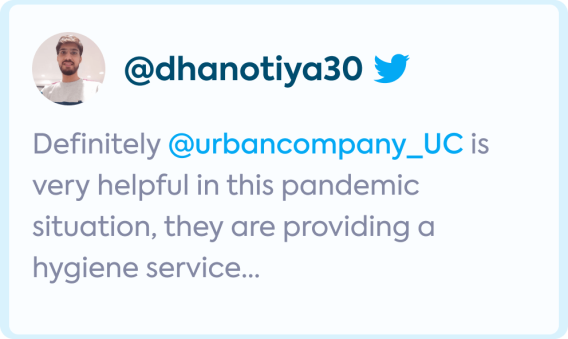 @dhanotiya30
Definitely @urbancompany_UC is
very helpful in this pandemic
situation, they are providing a
hygiene service...